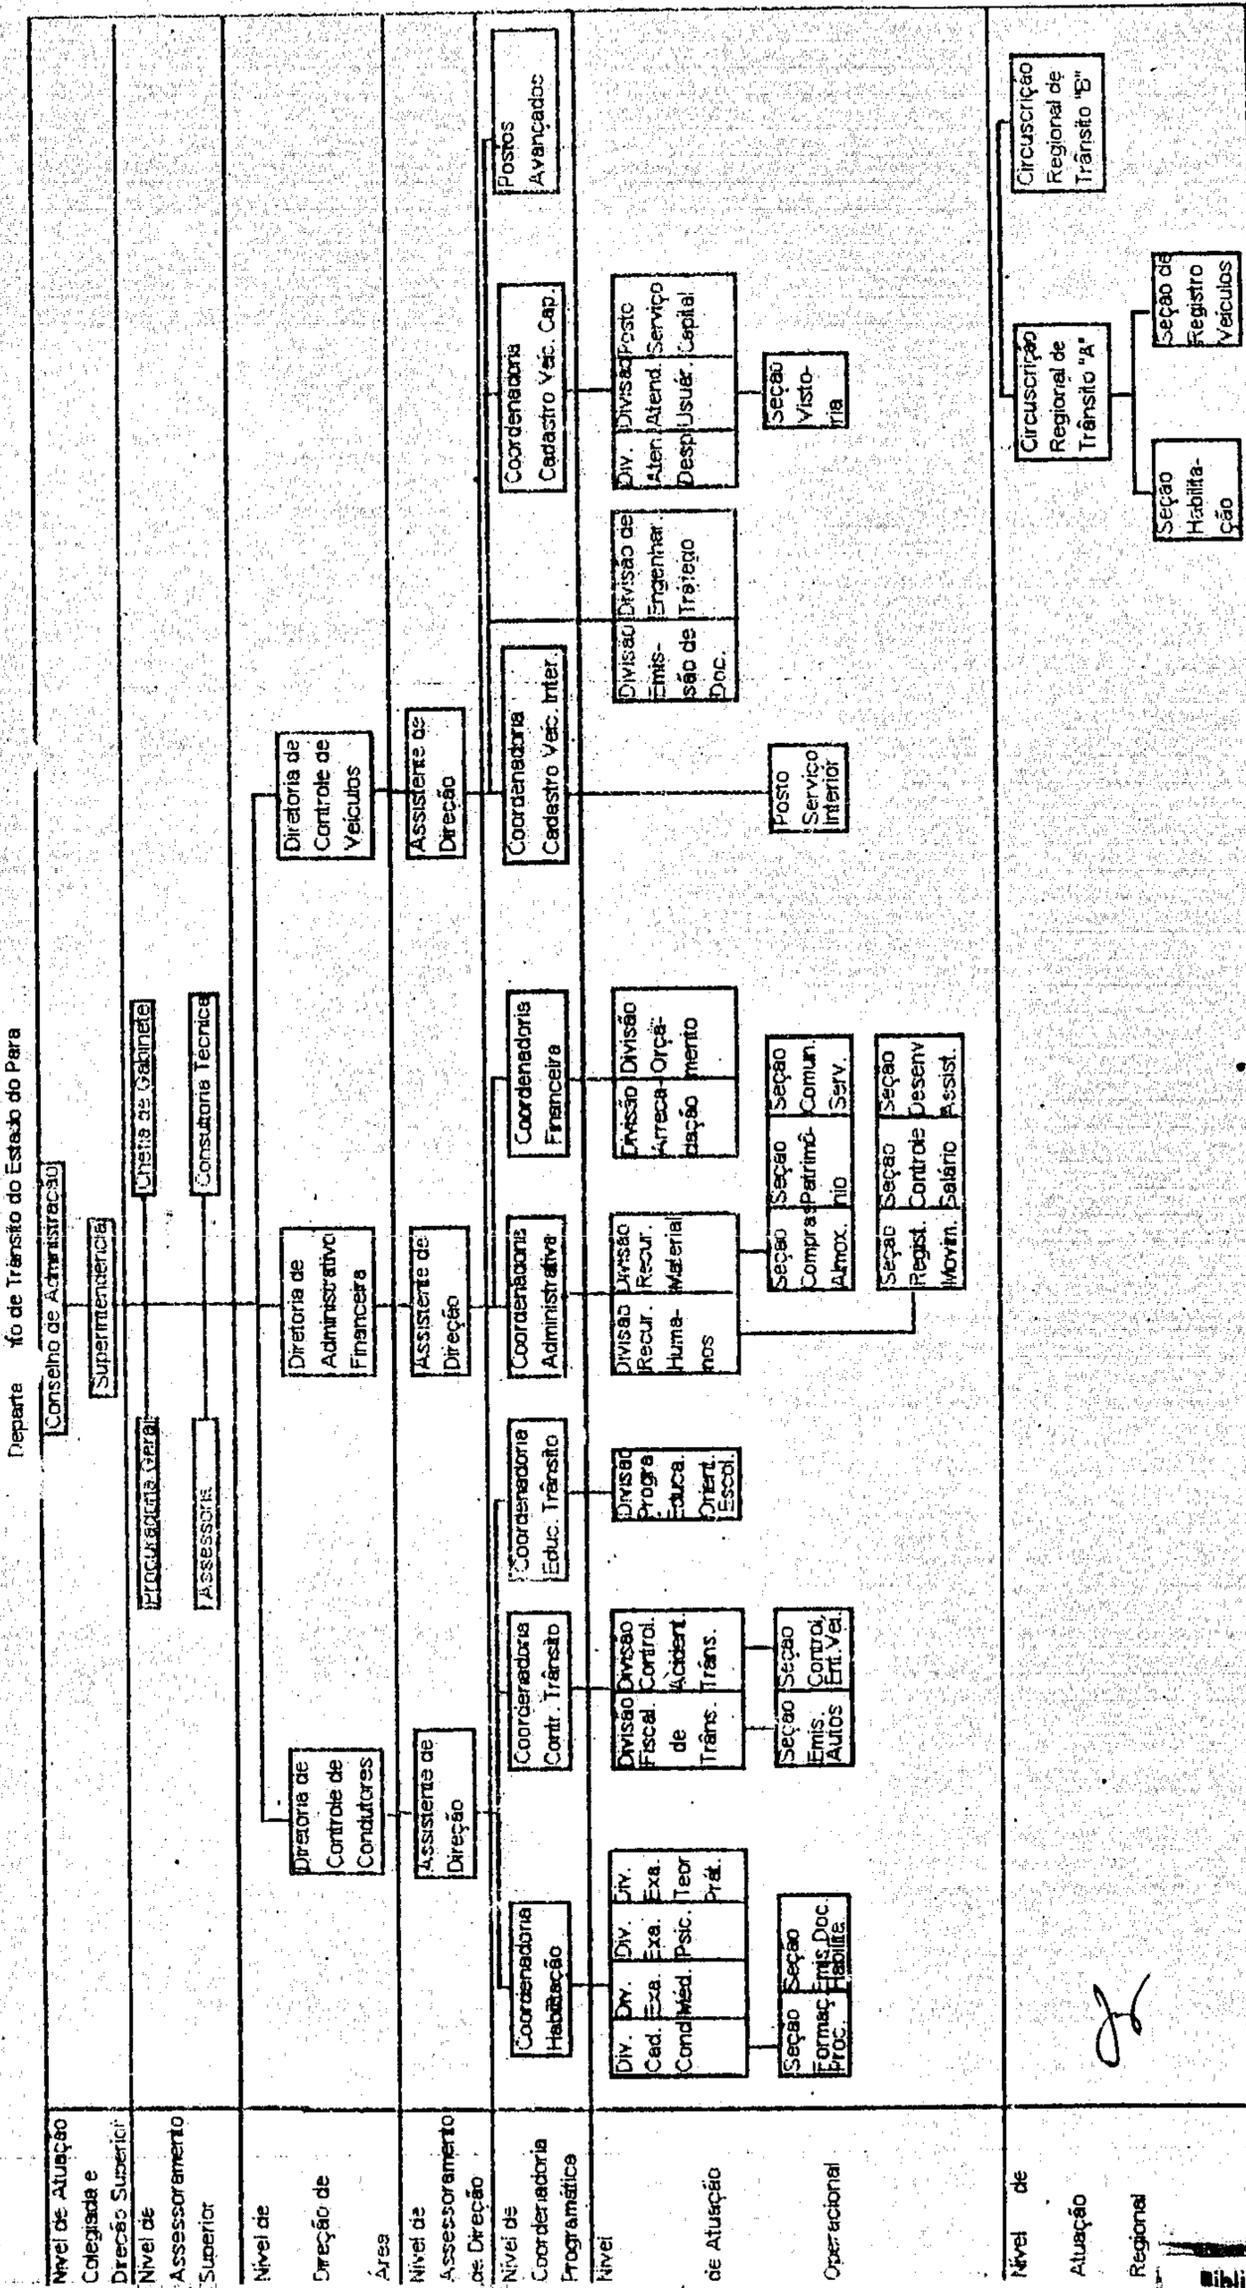 Departa to de Trânsito do Estado do Pará
Nível de Atuação
Colegiada e
Direção Superior
Conselho de Administração
Superintendencia
Nível de
Assessoramento
Superior
Procuradoria Geral
Chefia de Gabinete
Assessoria
Consultoria Técnica
Nível de
Direção de
Área
Diretoria de
Controle de
Condutores
Diretoria de
Administrativo
Financeira
Diretoria de
Controle de
Veículos
Nível de
Assessoramento
de Direção
Assistente de
Direção
Assistente de
Direção
Assistente de
Direção
Nível de
Coordenadoria
Programática
Coordenadoria
Habilitação
Coordenadoria
Contr. Trânsito
Coordenadoria
Educ. Trânsito
Coordenadoria
Administrativa
Coordenadoria
Financeira
Coordenadoria
Cadastro Veic. Inter.
Coordenadoria
Cadastro Veic. Cap.
Postos
Avançados
Nível
de Atuação
Operacional
Div.
Cad.
Cond
Div.
Exa.
Méd.
Div.
Exa.
Psic.
Div.
Exa.
Teor
Prát.
Seção
Formaç
Proc.
Seção
Emis.Doc.
Habilita.
Divisão
Fiscal.
de
Trâns.
Divisão
Control.
Acident.
Trâns.
Seção
Emis.
Autos
Seção
Control,
Ent.Vei.
Divisão
Progra
Educa.
Orient.
Escol.
Divisão
Recur.
Huma-
nos
Divisão
Recur.
Material
Seção
Compras
Almox.
Seção
Patrimô-
nio
Seção
Comun.
Serv.
Seção
Regist.
Movim.
Seção
Controle
Salário
Seção
Desenv
Assist.
Divisão
Arreca-
dação
Divisão
Orça-
mento
Posto
Serviço
Interior
Divisão
Emis-
são de
Doc.
Divisão de
Engenhar.
Tráfego
Div.
Aten.
Desp
Divisão
Atend.
Usuár.
Posto
Serviço
Capital
Seção
Visto-
ria
Nível de
Atuação
Regional
Circuscrição
Regional de
Trânsito "A"
Circuscrição
Regional de
Trânsito "B"
Seção
Habilita-
ção
Seção de
Registro
Veículos